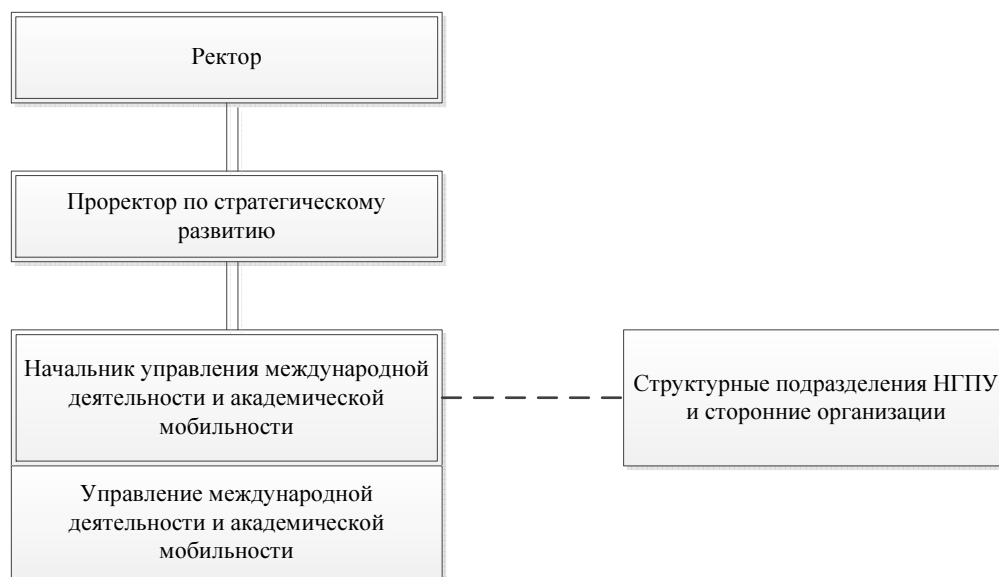 Ректор
Проректор по стратегическому
развитию
Начальник управления международной
деятельности и академической
мобильности
Структурные подразделения НГПУ
и сторонние организации
Управление международной
деятельности и академической
мобильности